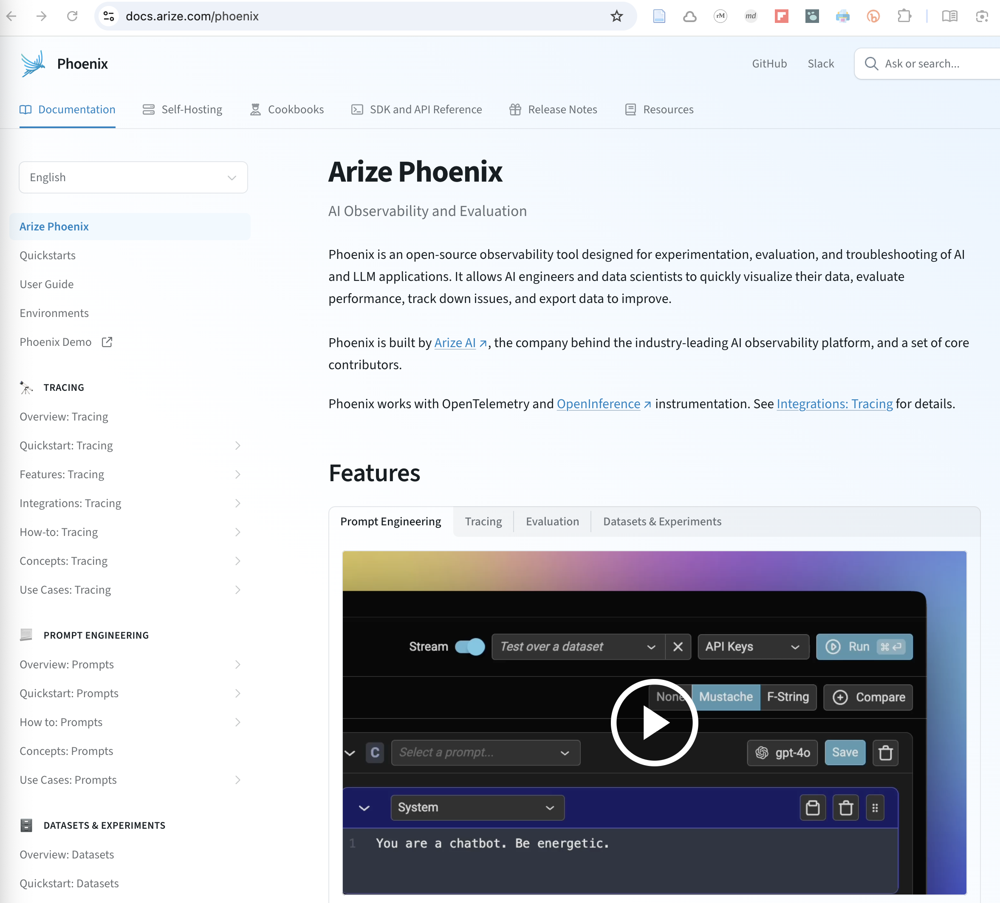 docs.arize.com/phoenix
rM
md
Phoenix
GitHub
Slack
Ask or search...
Documentation
Self-Hosting
Cookbooks
SDK and API Reference
Release Notes
Resources
English
Arize Phoenix
Quickstarts
User Guide
Environments
Phoenix Demo
TRACING
Overview: Tracing
Quickstart: Tracing
Features: Tracing
Integrations: Tracing
How-to: Tracing
Concepts: Tracing
Use Cases: Tracing
PROMPT ENGINEERING
Overview: Prompts
Quickstart: Prompts
How to: Prompts
Concepts: Prompts
Use Cases: Prompts
DATASETS & EXPERIMENTS
Overview: Datasets
Quickstart: Datasets
Arize Phoenix
AI Observability and Evaluation
Phoenix is an open-source observability tool designed for experimentation, evaluation, and troubleshooting of AI
and LLM applications. It allows AI engineers and data scientists to quickly visualize their data, evaluate
performance, track down issues, and export data to improve.
Phoenix is built by Arize AI ↗, the company behind the industry-leading AI observability platform, and a set of core
contributors.
Phoenix works with OpenTelemetry and OpenInference ↗ instrumentation. See Integrations: Tracing for details.
Features
Prompt Engineering
Tracing
Evaluation
Datasets & Experiments
Stream
Test over a dataset
API Keys
Run ⌘ ⏎
None
Mustache
F-String
Compare
C
Select a prompt...
gpt-4o
Save
System
1 You are a chatbot. Be energetic.